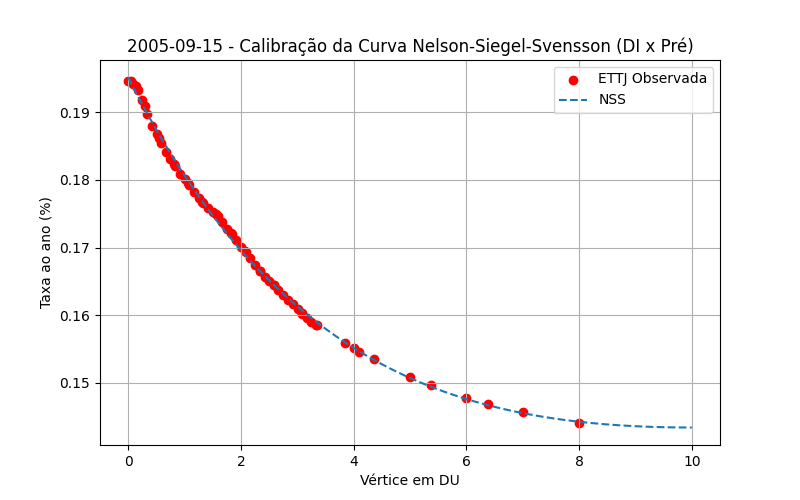 2005-09-15 - Calibração da Curva Nelson-Siegel-Svensson (DI x Pré)
ETTJ Observada
NSS
Taxa ao ano (%)
0.19
0.18
0.17
0.16
0.15
0 2 4 6 8 10
Vértice em DU